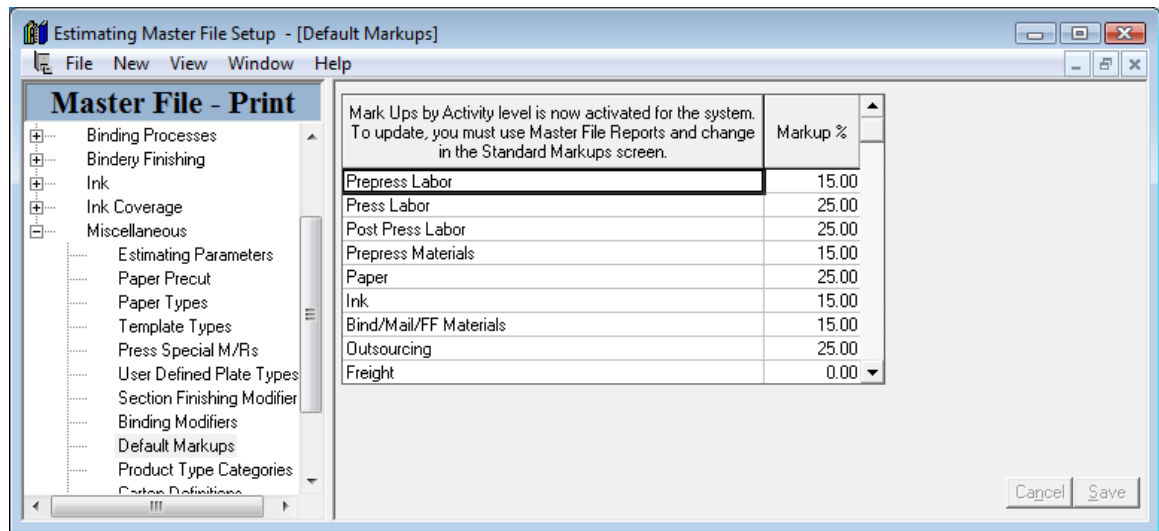 Estimating Master File Setup - [Default Markups]
File New View Window Help
Master File - Print
Binding Processes
Bindery Finishing
Ink
Ink Coverage
Miscellaneous
Estimating Parameters
Paper Precut
Paper Types
Template Types
Press Special M/Rs
User Defined Plate Types
Section Finishing Modifier
Binding Modifiers
Default Markups
Product Type Categories
Carton Definitions
Mark Ups by Activity level is now activated for the system.
To update, you must use Master File Reports and change
in the Standard Markups screen.
Markup %
Prepress Labor 15.00
Press Labor 25.00
Post Press Labor 25.00
Prepress Materials 15.00
Paper 25.00
Ink 15.00
Bind/Mail/FF Materials 15.00
Outsourcing 25.00
Freight 0.00
Cancel Save